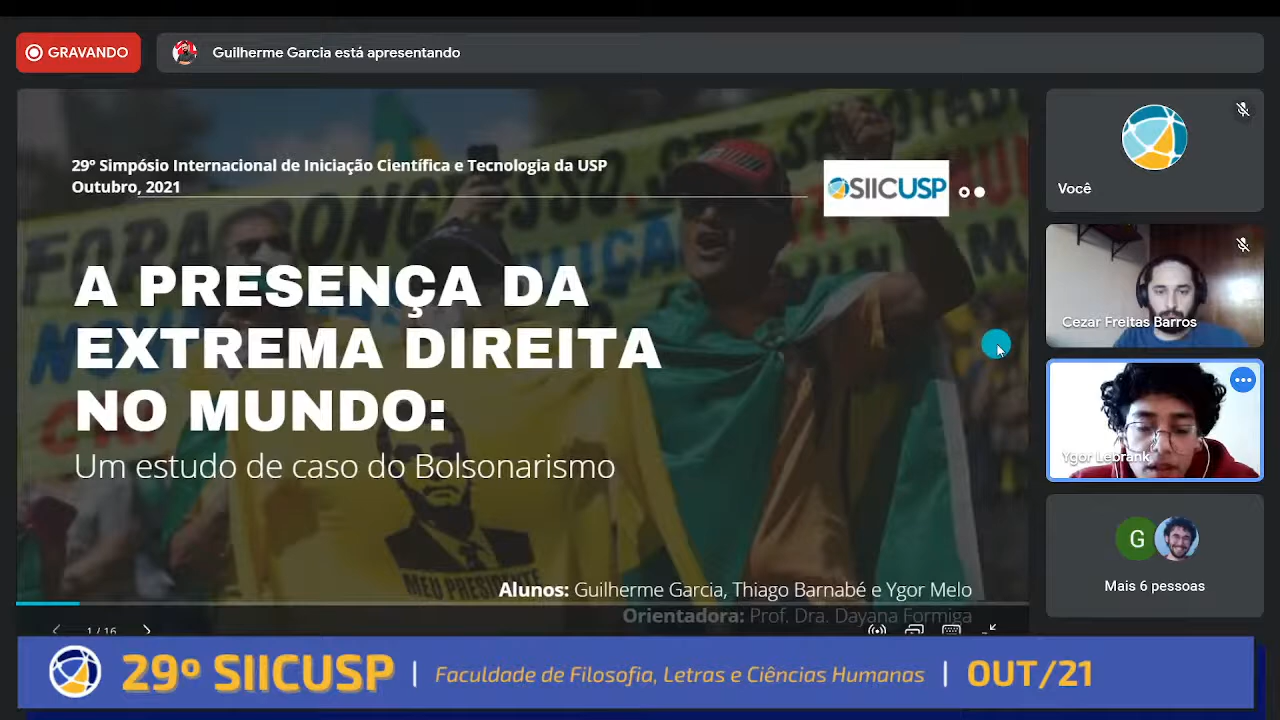 GRAVANDO
Guilherme Garcia está apresentando
29º Simpósio Internacional de Iniciação Científica e Tecnologia da USP
Outubro, 2021
SIICUSP
A PRESENÇA DA
EXTREMA DIREITA
NO MUNDO:
Um estudo de caso do Bolsonarismo
MEU PRESIDENTE
Alunos: Guilherme Garcia, Thiago Barnabé e Ygor Melo
Orientadora: Prof. Dra. Dayana Formiga
1 / 16
Você
Cezar Freitas Barros
Ygor Lebrank
G
Mais 6 pessoas
29º SIICUSP | Faculdade de Filosofia, Letras e Ciências Humanas | OUT/21